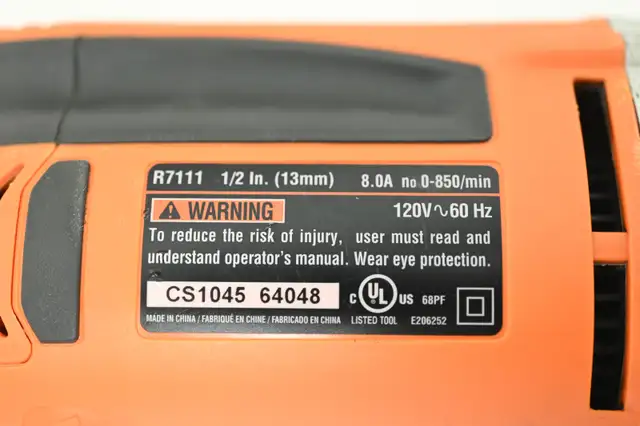 R7111 1/2 In. (13mm) 8.0A no 0-850/min
WARNING 120V~60 Hz
To reduce the risk of injury, user must read and
understand operator's manual. Wear eye protection.
CS1045 64048 C UL US 68PF
MADE IN CHINA / FABRIQUÉ EN CHINE / FABRICADO EN CHINA LISTED TOOL E206252